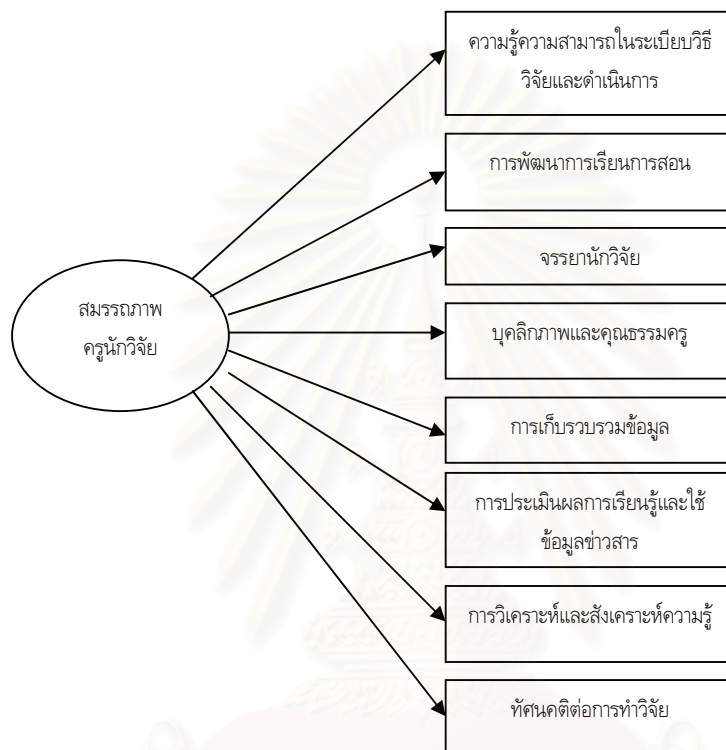 สมรรถภาพ
ครูนักวิจัย
ความรู้ความสามารถในระเบียบวิธี
วิจัยและดำเนินการ
การพัฒนาการเรียนการสอน
จรรยานักวิจัย
บุคลิกภาพและคุณธรรมครู
การเก็บรวบรวมข้อมูล
การประเมินผลการเรียนรู้และใช้
ข้อมูลข่าวสาร
การวิเคราะห์และสังเคราะห์ความรู้
ทัศนคติต่อการทำวิจัย